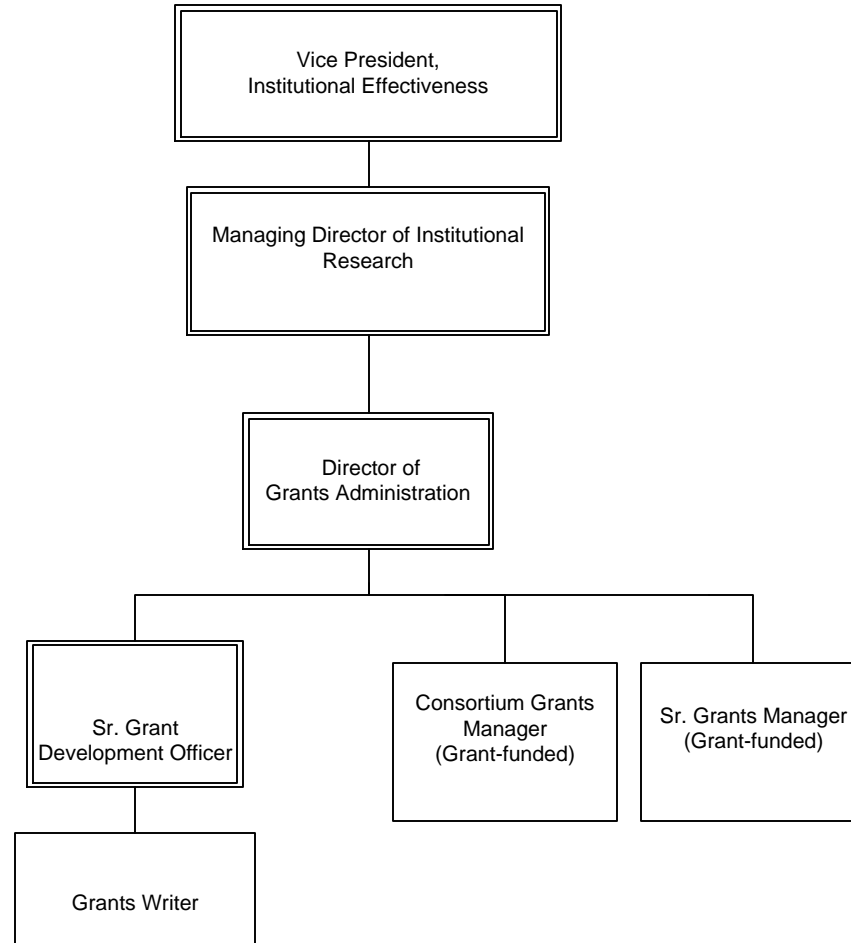 Vice President,
Institutional Effectiveness
Managing Director of Institutional
Research
Director of
Grants Administration
Sr. Grant
Development Officer
Consortium Grants
Manager
(Grant-funded)
Sr. Grants Manager
(Grant-funded)
Grants Writer